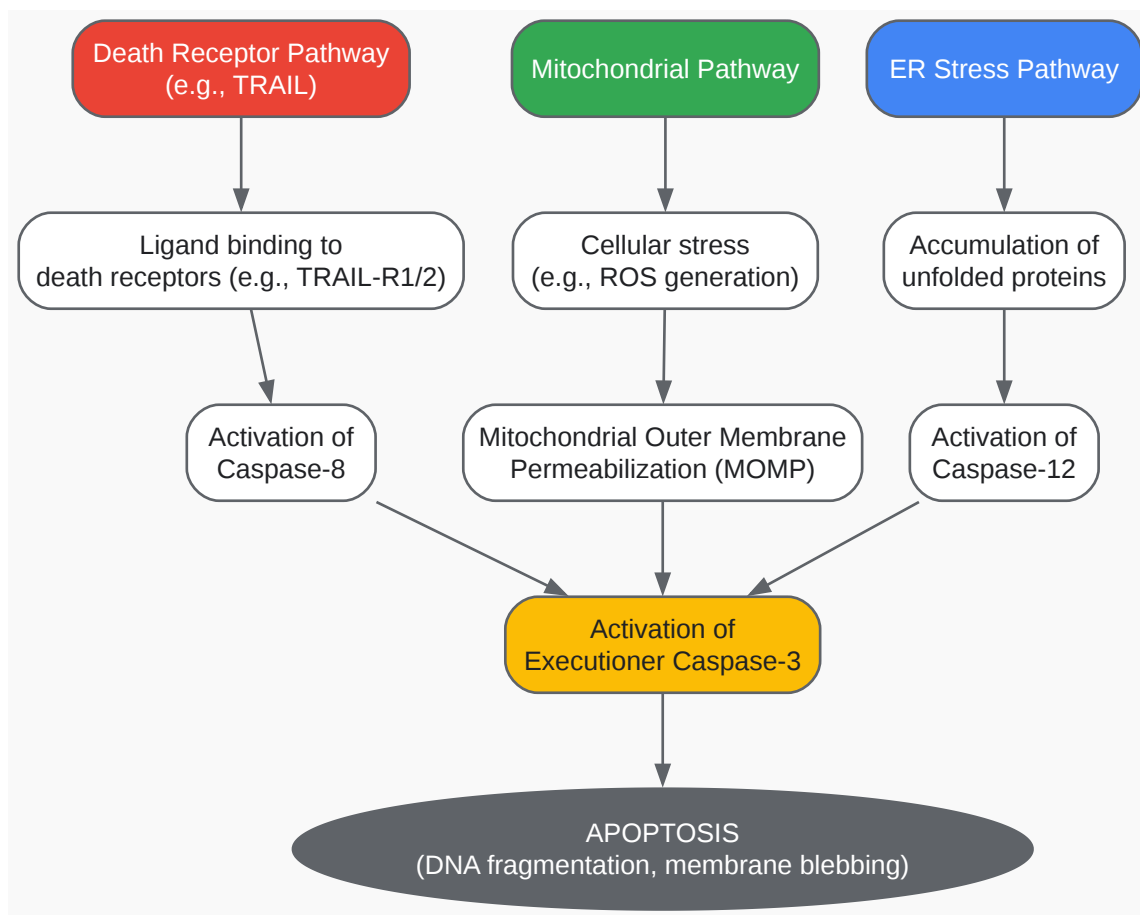 Death Receptor Pathway
(e.g., TRAIL)
Mitochondrial Pathway
ER Stress Pathway
Ligand binding to
death receptors (e.g., TRAIL-R1/2)
Cellular stress
(e.g., ROS generation)
Accumulation of
unfolded proteins
Activation of
Caspase-8
Mitochondrial Outer Membrane
Permeabilization (MOMP)
Activation of
Caspase-12
Activation of
Executioner Caspase-3
APOPTOSIS
(DNA fragmentation, membrane blebbing)